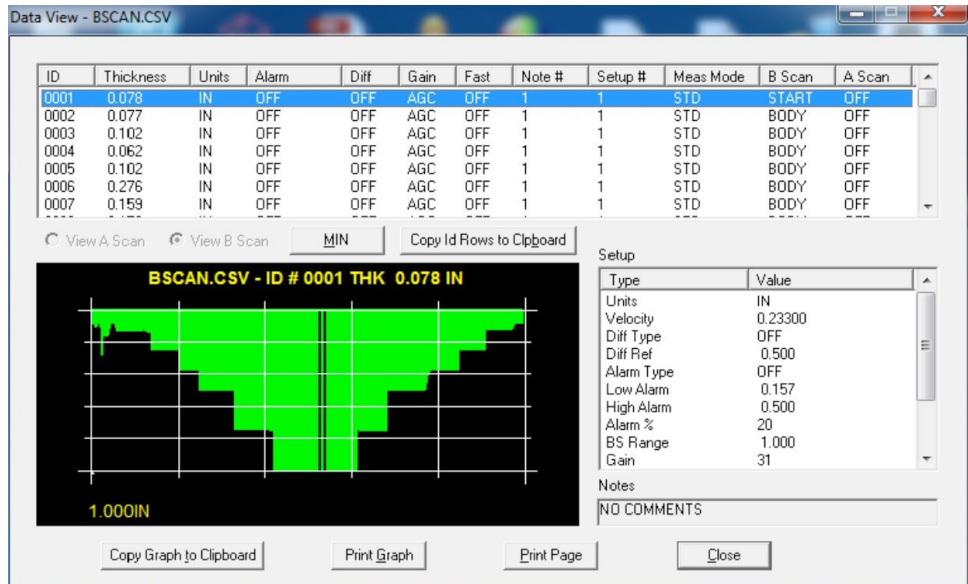 Data View - BSCAN.CSV
ID Thickness Units Alarm Diff Gain Fast Note # Setup # Meas Mode B Scan A Scan
0001 0.078 IN OFF OFF AGC OFF 1 1 STD START OFF
0002 0.077 IN OFF OFF AGC OFF 1 1 STD BODY OFF
0003 0.102 IN OFF OFF AGC OFF 1 1 STD BODY OFF
0004 0.062 IN OFF OFF AGC OFF 1 1 STD BODY OFF
0005 0.102 IN OFF OFF AGC OFF 1 1 STD BODY OFF
0006 0.276 IN OFF OFF AGC OFF 1 1 STD BODY OFF
0007 0.159 IN OFF OFF AGC OFF 1 1 STD BODY OFF
View A Scan View B Scan MIN Copy Id Rows to Clpboard
BSCAN.CSV - ID # 0001 THK 0.078 IN
1.000IN
Setup
Type Value
Units IN
Velocity 0.23300
Diff Type OFF
Diff Ref 0.500
Alarm Type OFF
Low Alarm 0.157
High Alarm 0.500
Alarm % 20
BS Range 1.000
Gain 31
Notes
NO COMMENTS
Copy Graph to Clipboard Print Graph Print Page Close